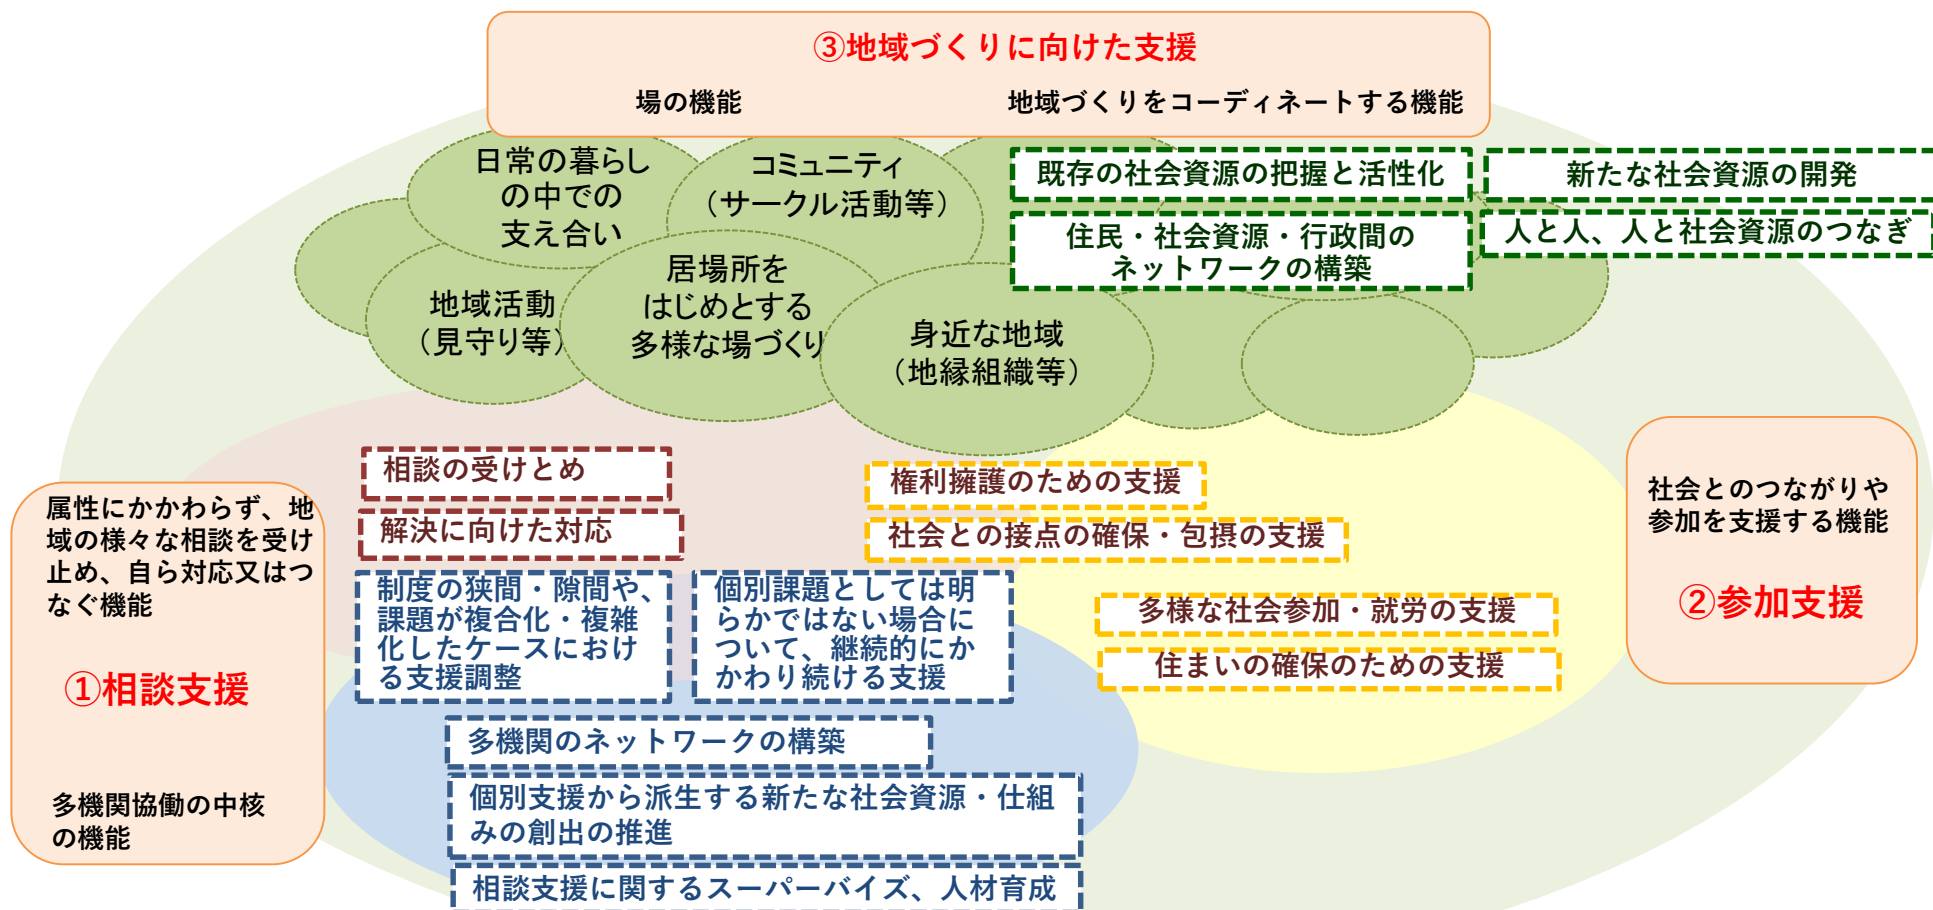 ③地域づくりに向けた支援
場の機能
地域づくりをコーディネートする機能
日常の暮らし
の中での
支え合い
コミュニティ
（サークル活動等）
既存の社会資源の把握と活性化
新たな社会資源の開発
住民・社会資源・行政間の
ネットワークの構築
人と人、人と社会資源のつなぎ
地域活動
（見守り等）
居場所を
はじめとする
多様な場づくり
身近な地域
（地縁組織等）
属性にかかわらず、地
域の様々な相談を受け
止め、自ら対応又はつ
なぐ機能
①相談支援
多機関協働の中核
の機能
相談の受けとめ
解決に向けた対応
制度の狭間・隙間や、
課題が複合化・複雑
化したケースにおけ
る支援調整
個別課題としては明
らかではない場合に
ついて、継続的にか
かわり続ける支援
多機関のネットワークの構築
個別支援から派生する新たな社会資源・仕組
みの創出の推進
相談支援に関するスーパーバイズ、人材育成
権利擁護のための支援
社会との接点の確保・包摂の支援
多様な社会参加・就労の支援
住まいの確保のための支援
社会とのつながりや
参加を支援する機能
②参加支援